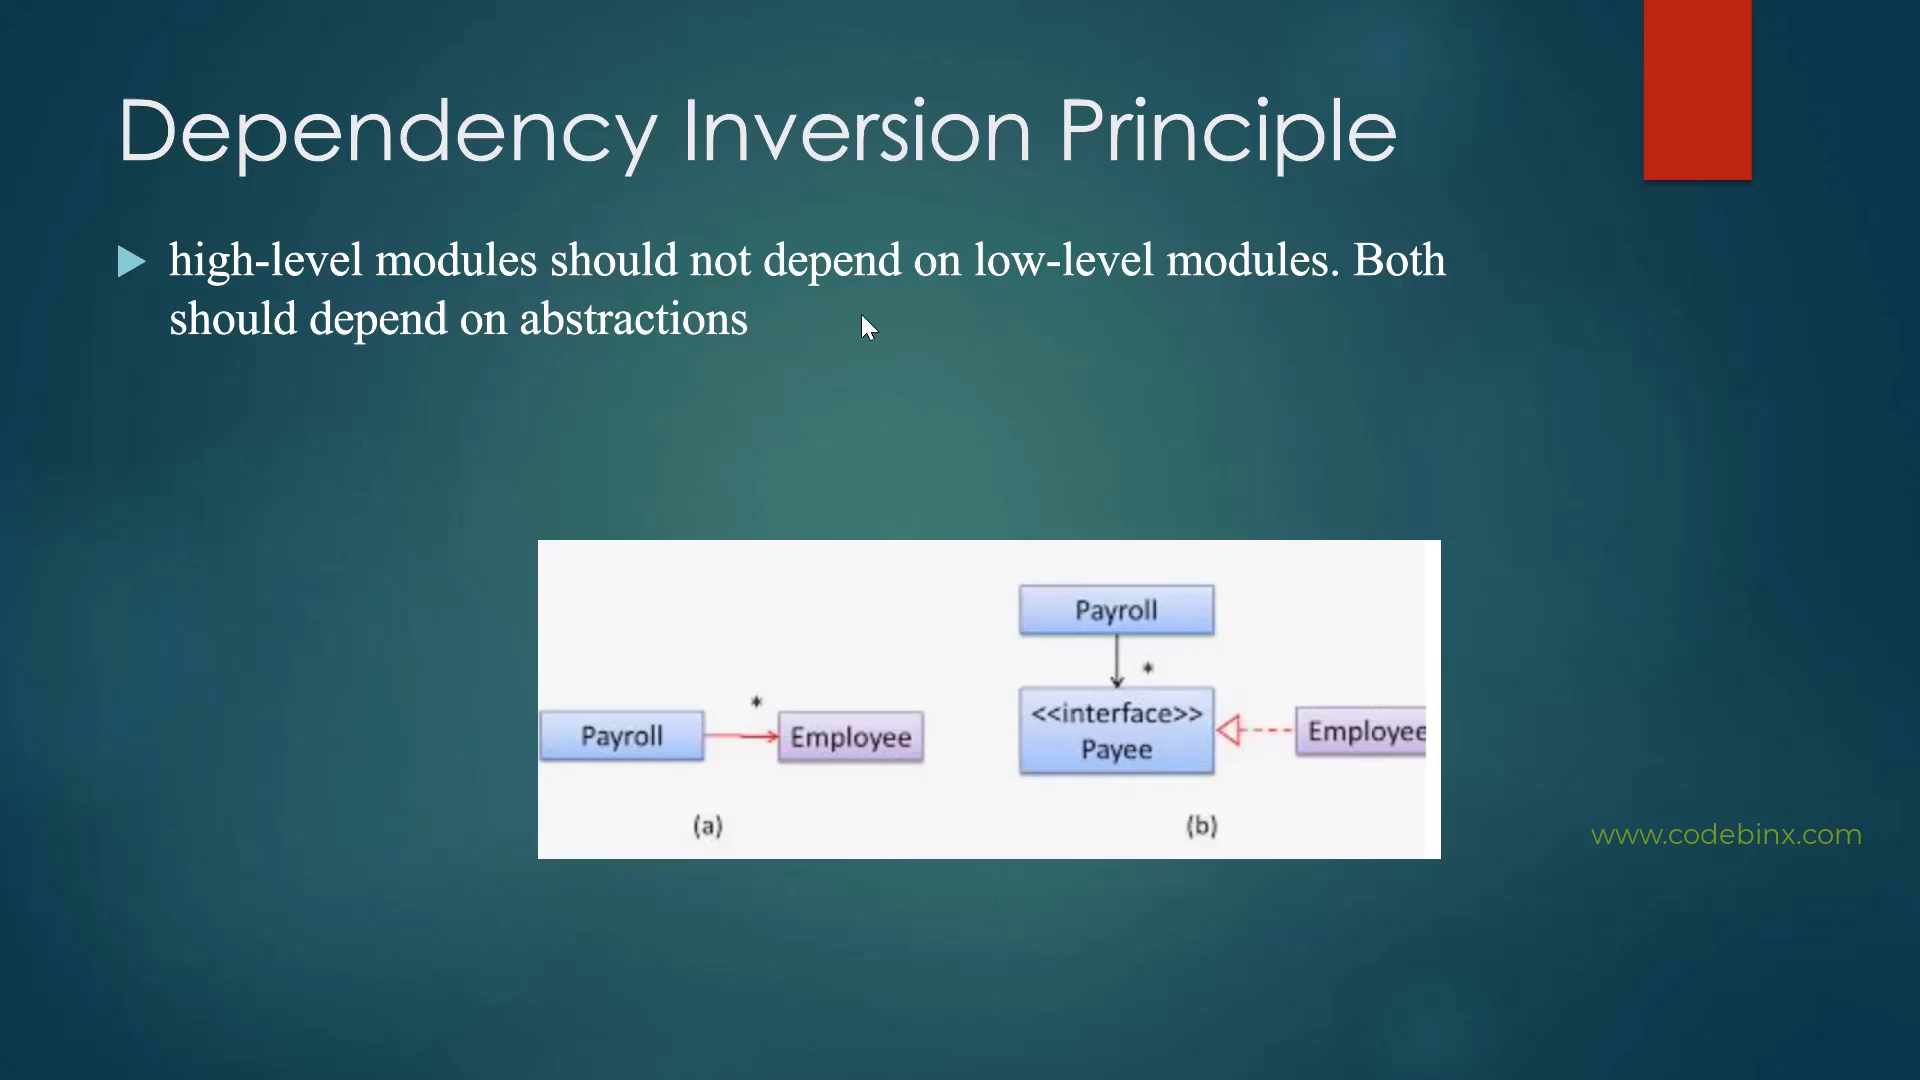 Dependency Inversion Principle
high-level modules should not depend on low-level modules. Both
should depend on abstractions
Payroll
*
Employee
(a)
Payroll
*
<<interface>>
Payee
Employee
(b)
www.codebinx.com